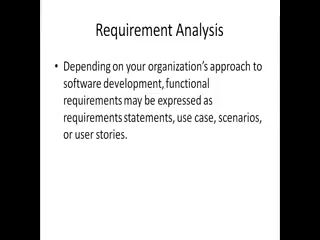 Requirement Analysis
• Depending on your organization's approach to
software development, functional
requirements may be expressed as
requirements statements, use case, scenarios,
or user stories.